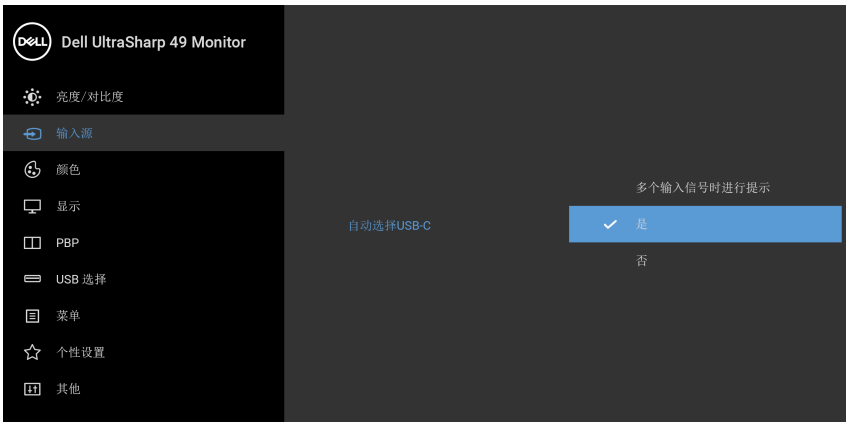 DELL
Dell UltraSharp 49 Monitor
亮度/对比度
输入源
颜色
显示
PBP
USB 选择
菜单
个性设置
其他
自动选择USB-C
多个输入信号时进行提示
是
否